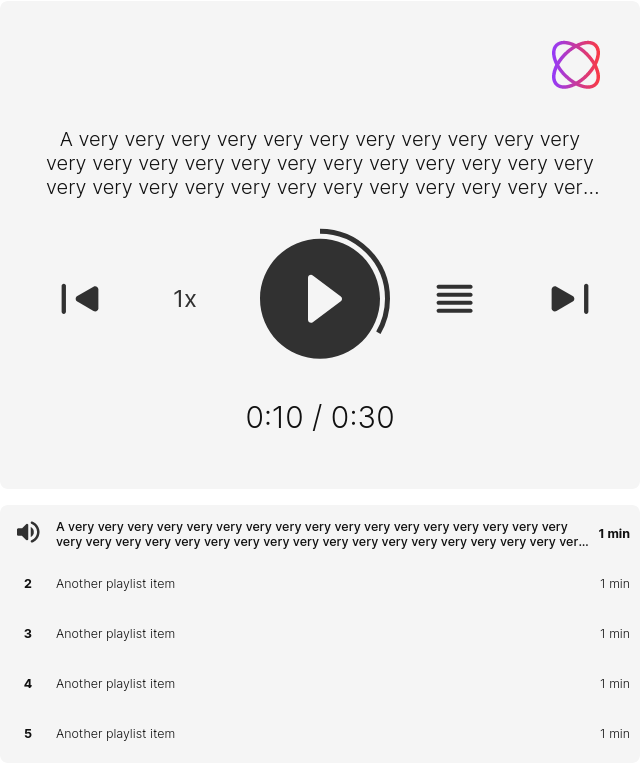 A very very very very very very very very very very very
very very very very very very very very very very very very
very very very very very very very very very very very ver...
1x
0:10 / 0:30
A very very very very very very very very very very very very very very very very very
very very very very very very very very very very very very very very very very very ver...
1 min
2 Another playlist item 1 min
3 Another playlist item 1 min
4 Another playlist item 1 min
5 Another playlist item 1 min